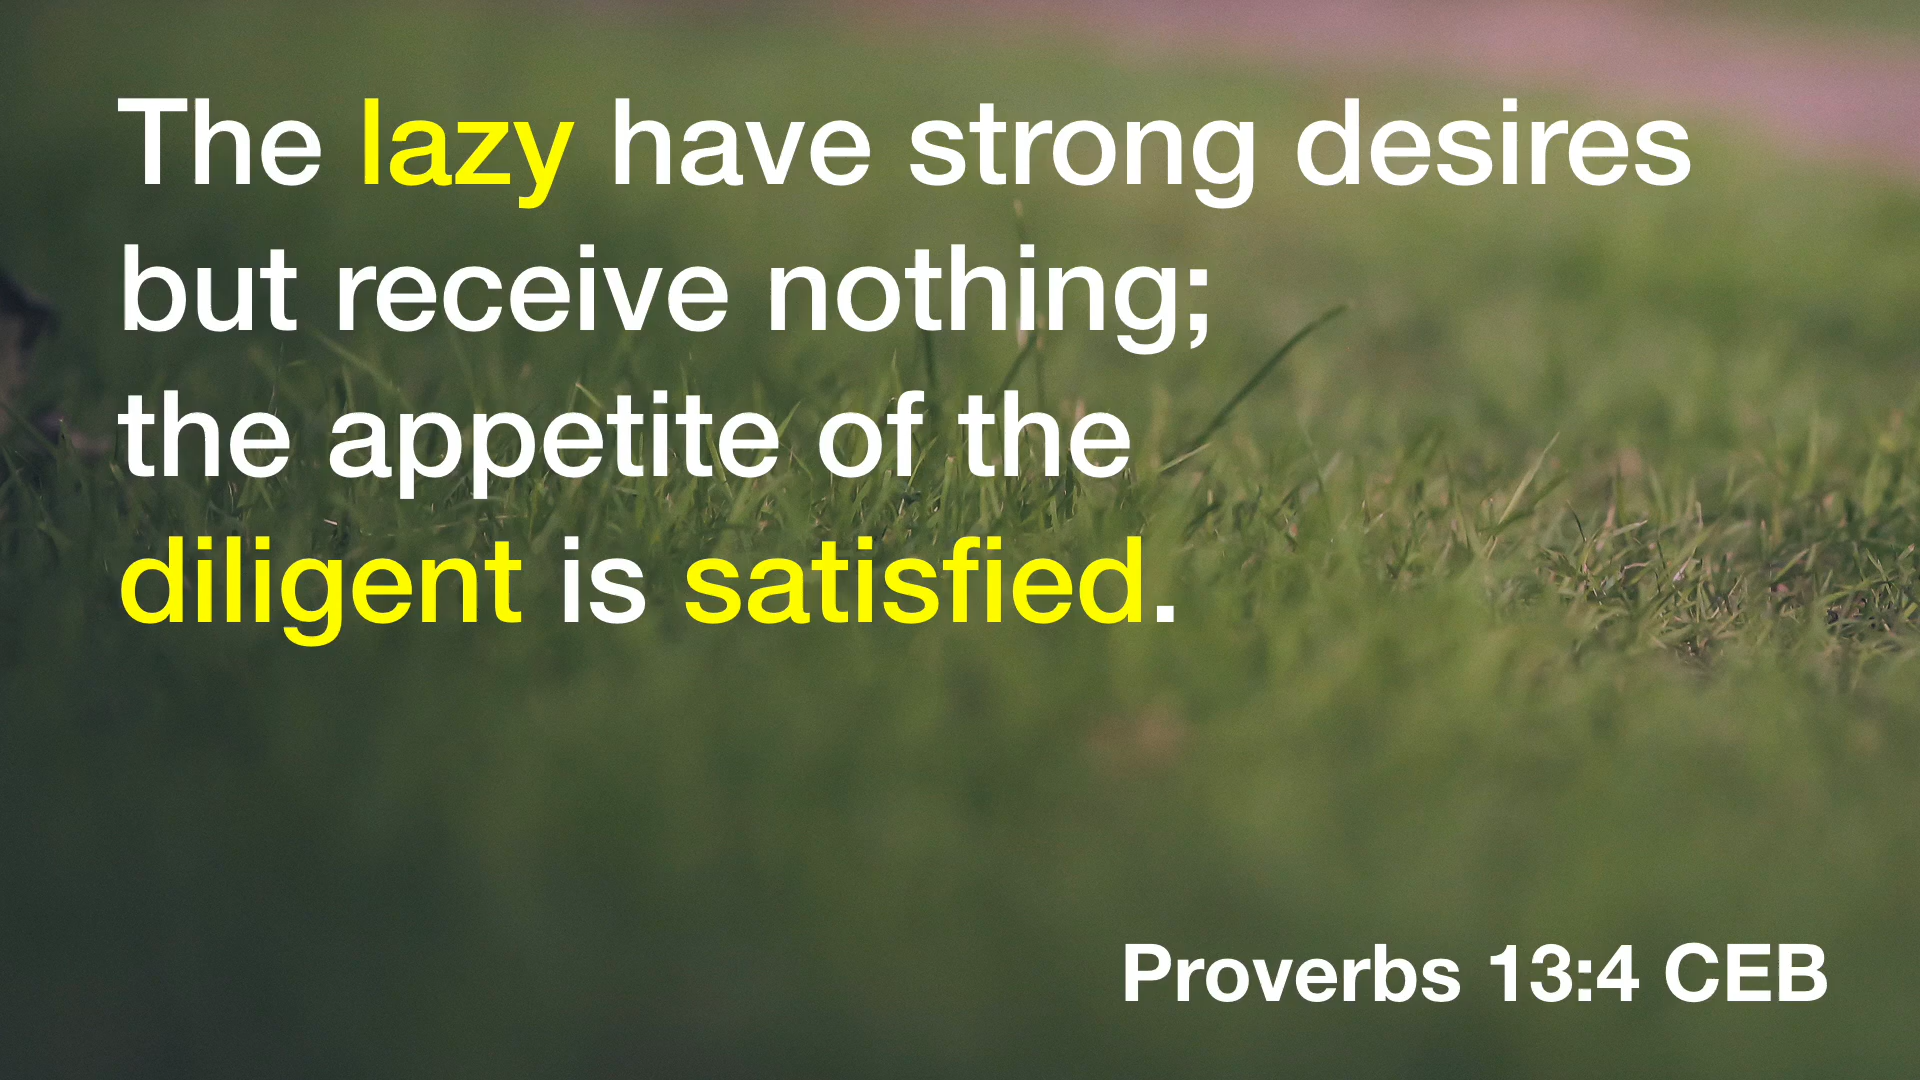 The lazy have strong desires
but receive nothing;
the appetite of the
diligent is satisfied.
Proverbs 13:4 CEB